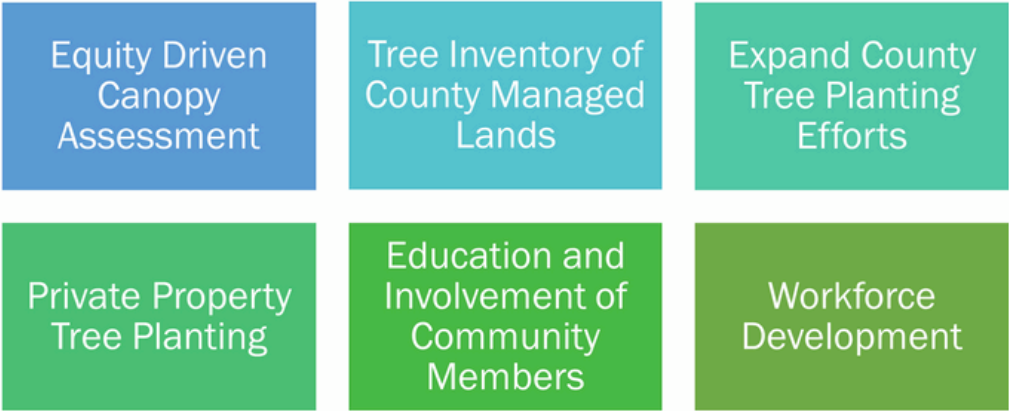 Equity Driven
Canopy
Assessment
Tree Inventory of
County Managed
Lands
Expand County
Tree Planting
Efforts
Private Property
Tree Planting
Education and
Involvement of
Community
Members
Workforce
Development